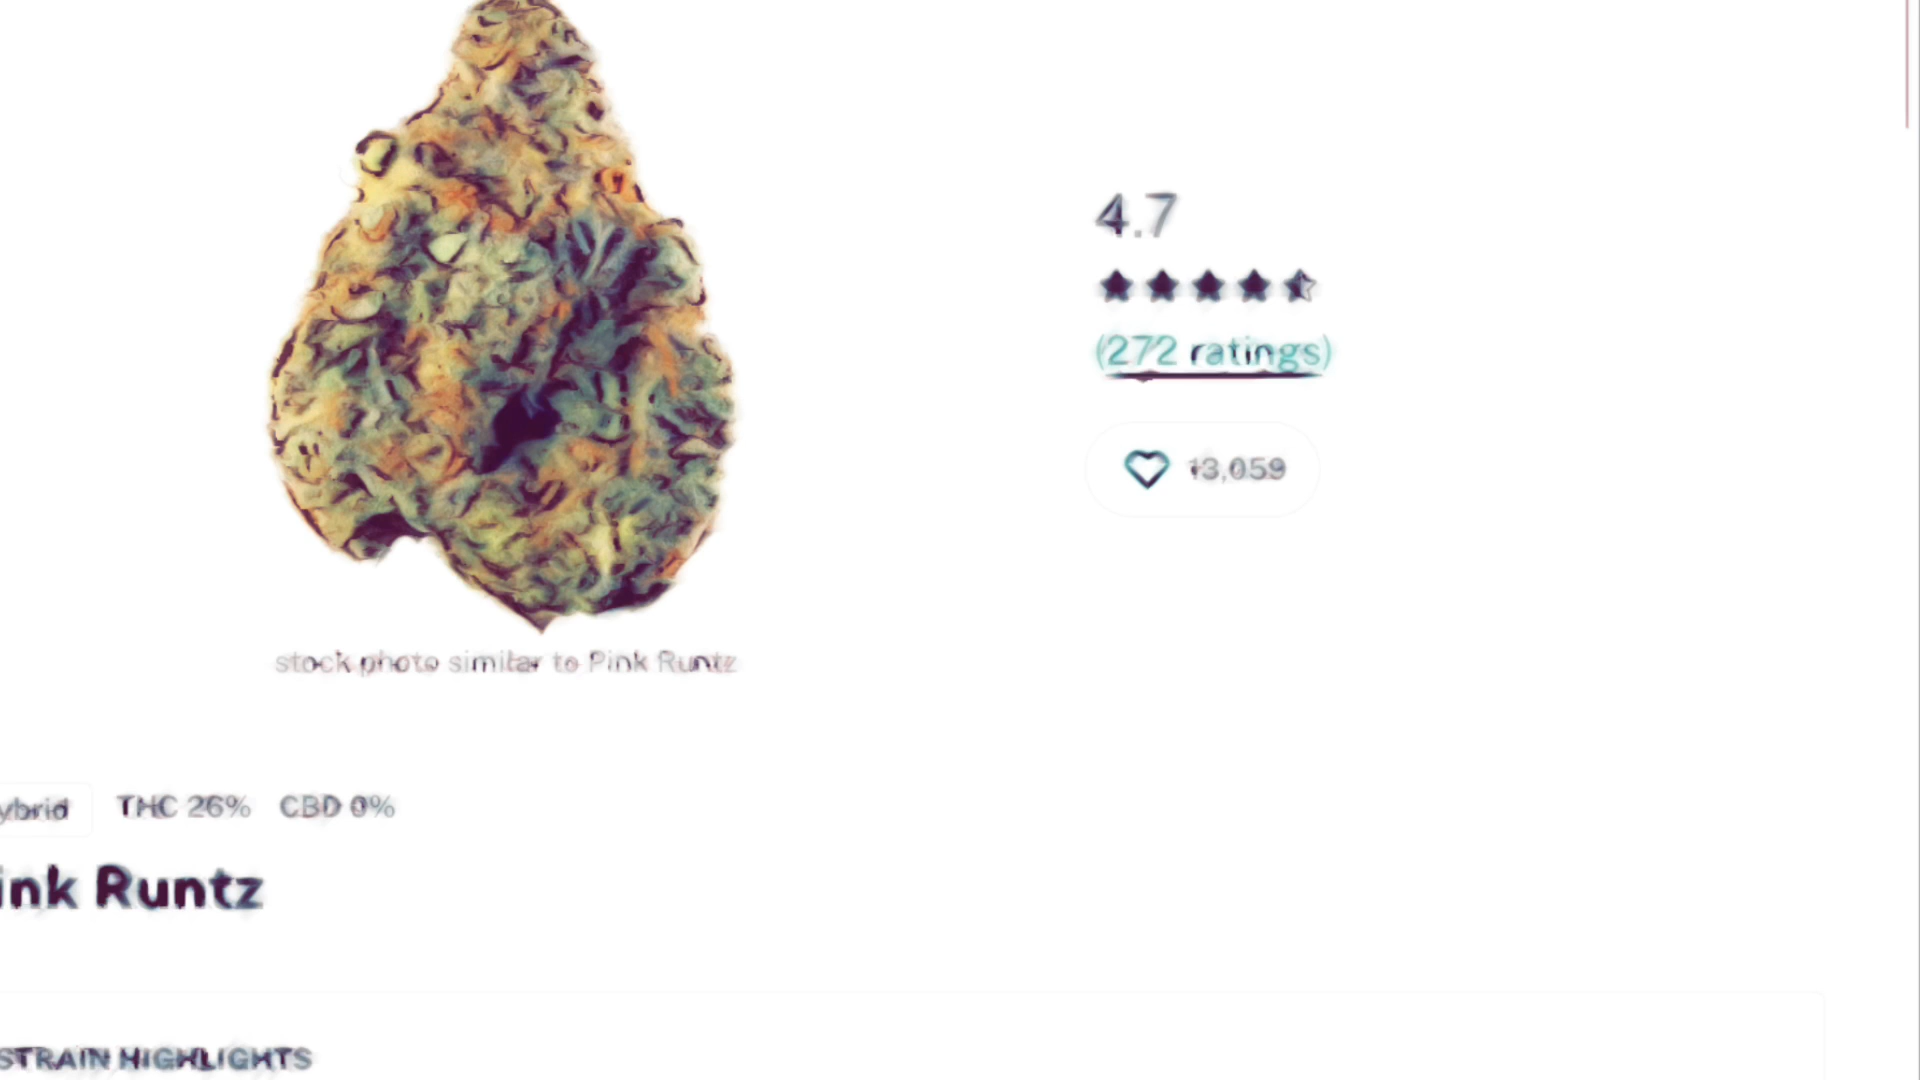 4.7
(272 ratings)
13,059
stock photo similar to Pink Runtz
ybrid THC 26% CBD 0%
ink Runtz
STRAIN HIGHLIGHTS